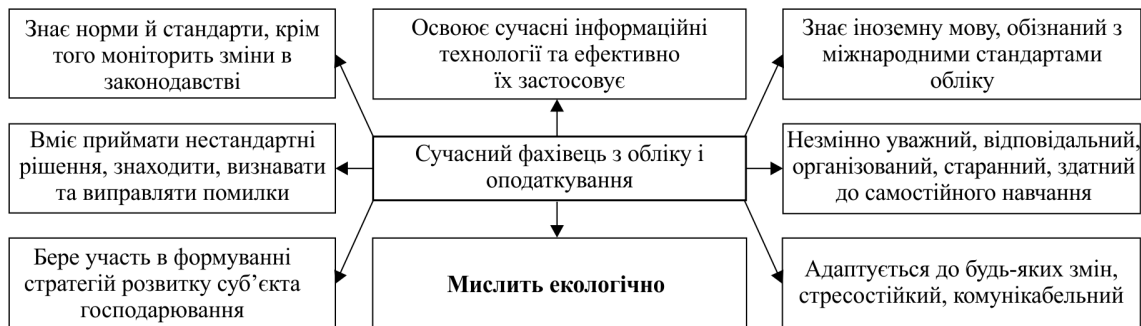 Знає норми й стандарти, крім
того моніторить зміни в
законодавстві
Освоює сучасні інформаційні
технології та ефективно
їх застосовує
Знає іноземну мову, обізнаний з
міжнародними стандартами
обліку
Вміє приймати нестандартні
рішення, знаходити, визнавати
та виправляти помилки
Сучасний фахівець з обліку і
оподаткування
Незмінно уважний, відповідальний,
організований, старанний, здатний
до самостійного навчання
Бере участь в формуванні
стратегій розвитку суб’єкта
господарювання
Мислить екологічно
Адаптується до будь-яких змін,
стресостійкий, комунікабельний